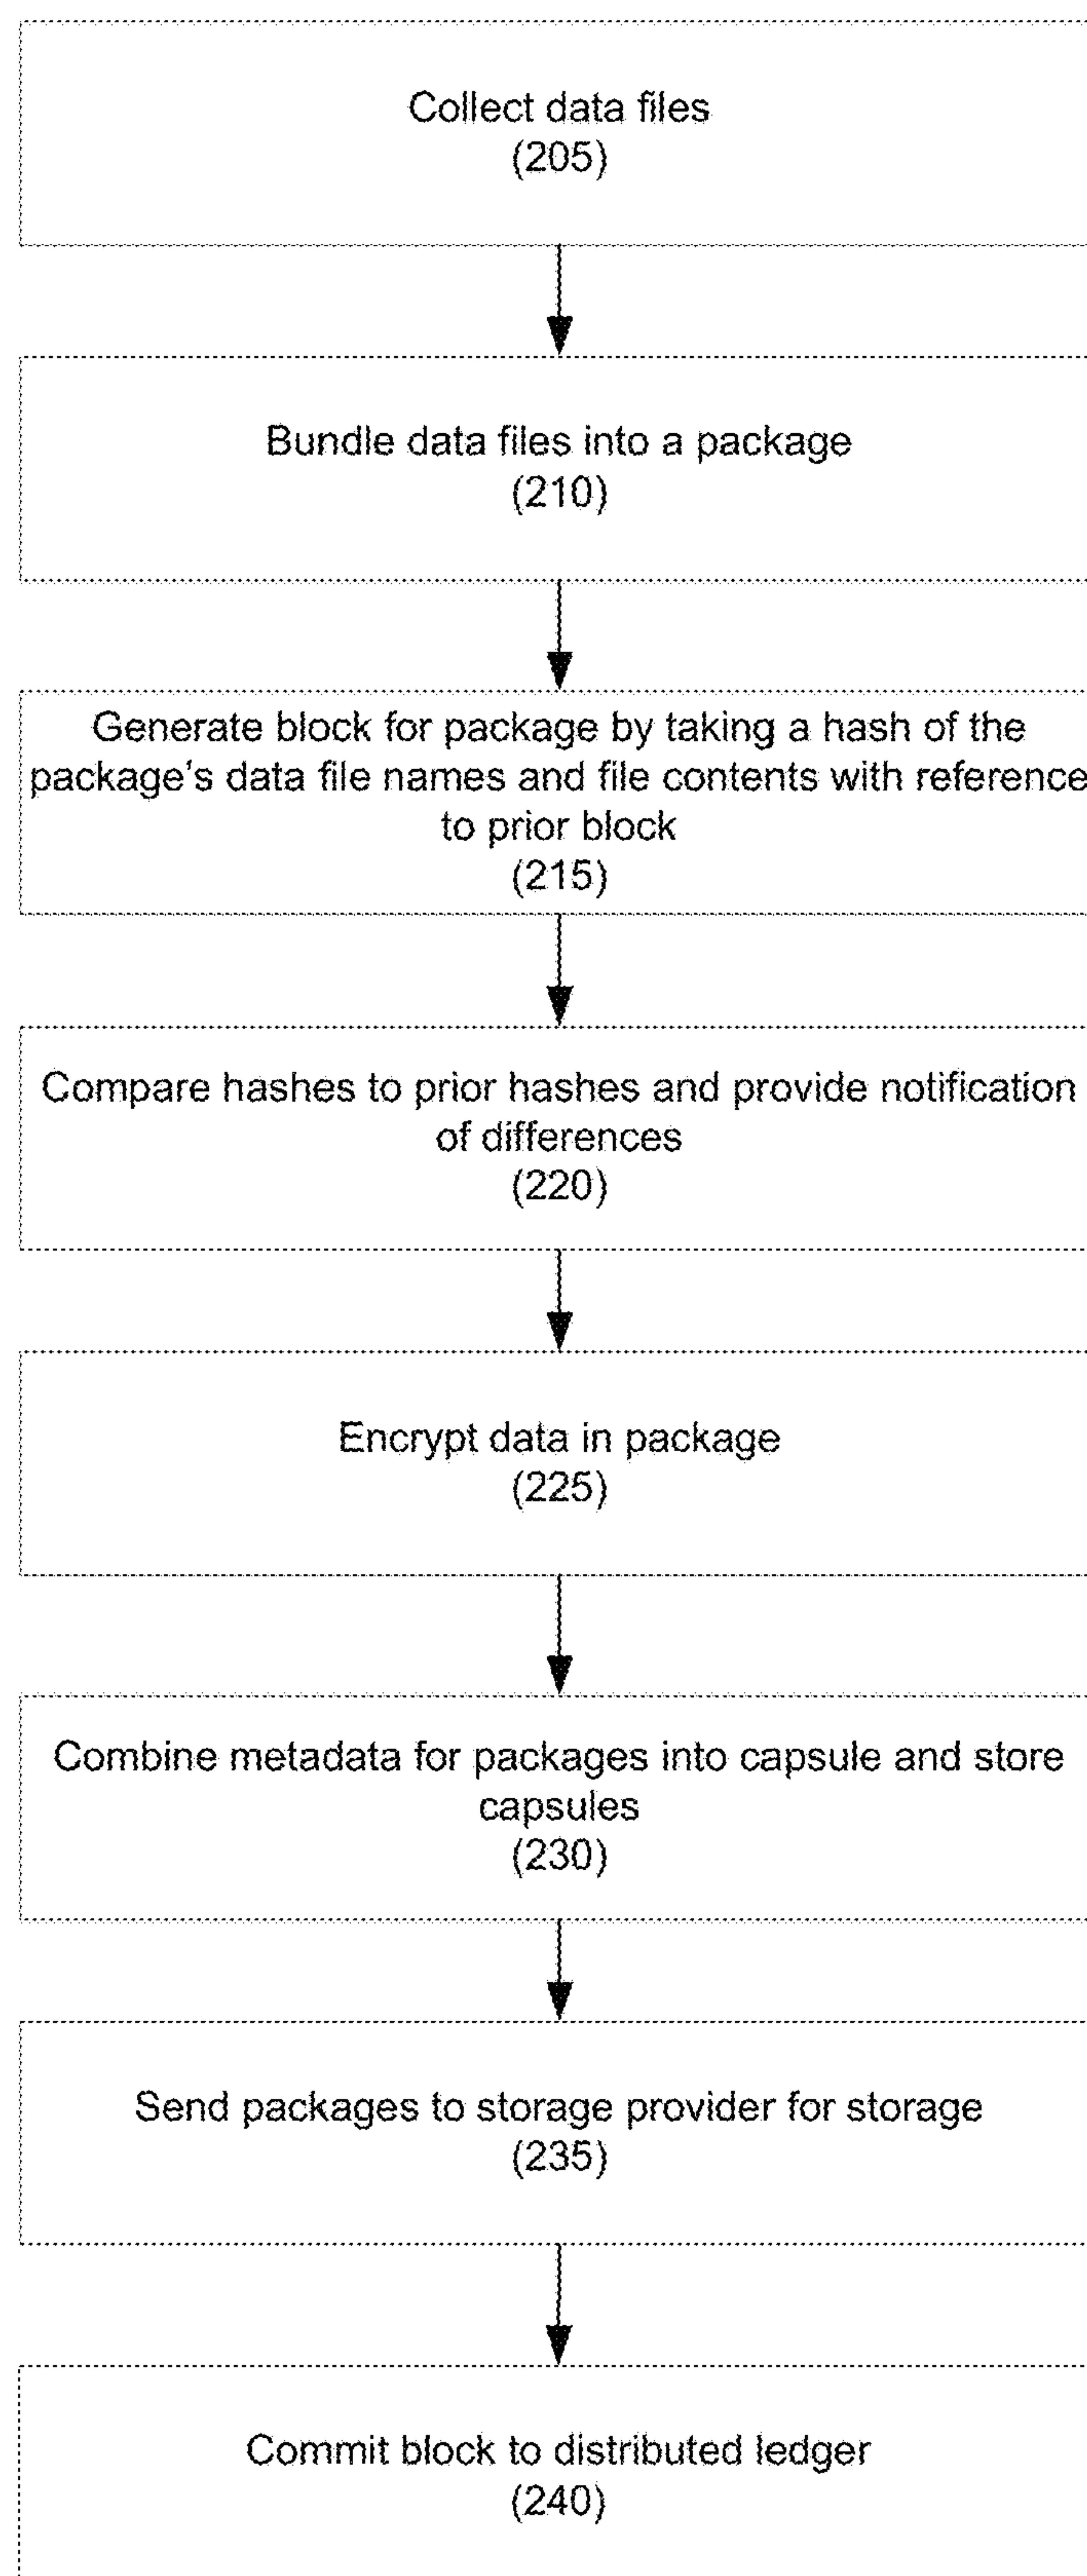 Collect data files
(205)
Bundle data files into a package
(210)
Generate block for package by taking a hash of the
package's data file names and file contents with reference
to prior block
(215)
Compare hashes to prior hashes and provide notification
of differences
(220)
Encrypt data in package
(225)
Combine metadata for packages into capsule and store
capsules
(230)
Send packages to storage provider for storage
(235)
Commit block to distributed ledger
(240)